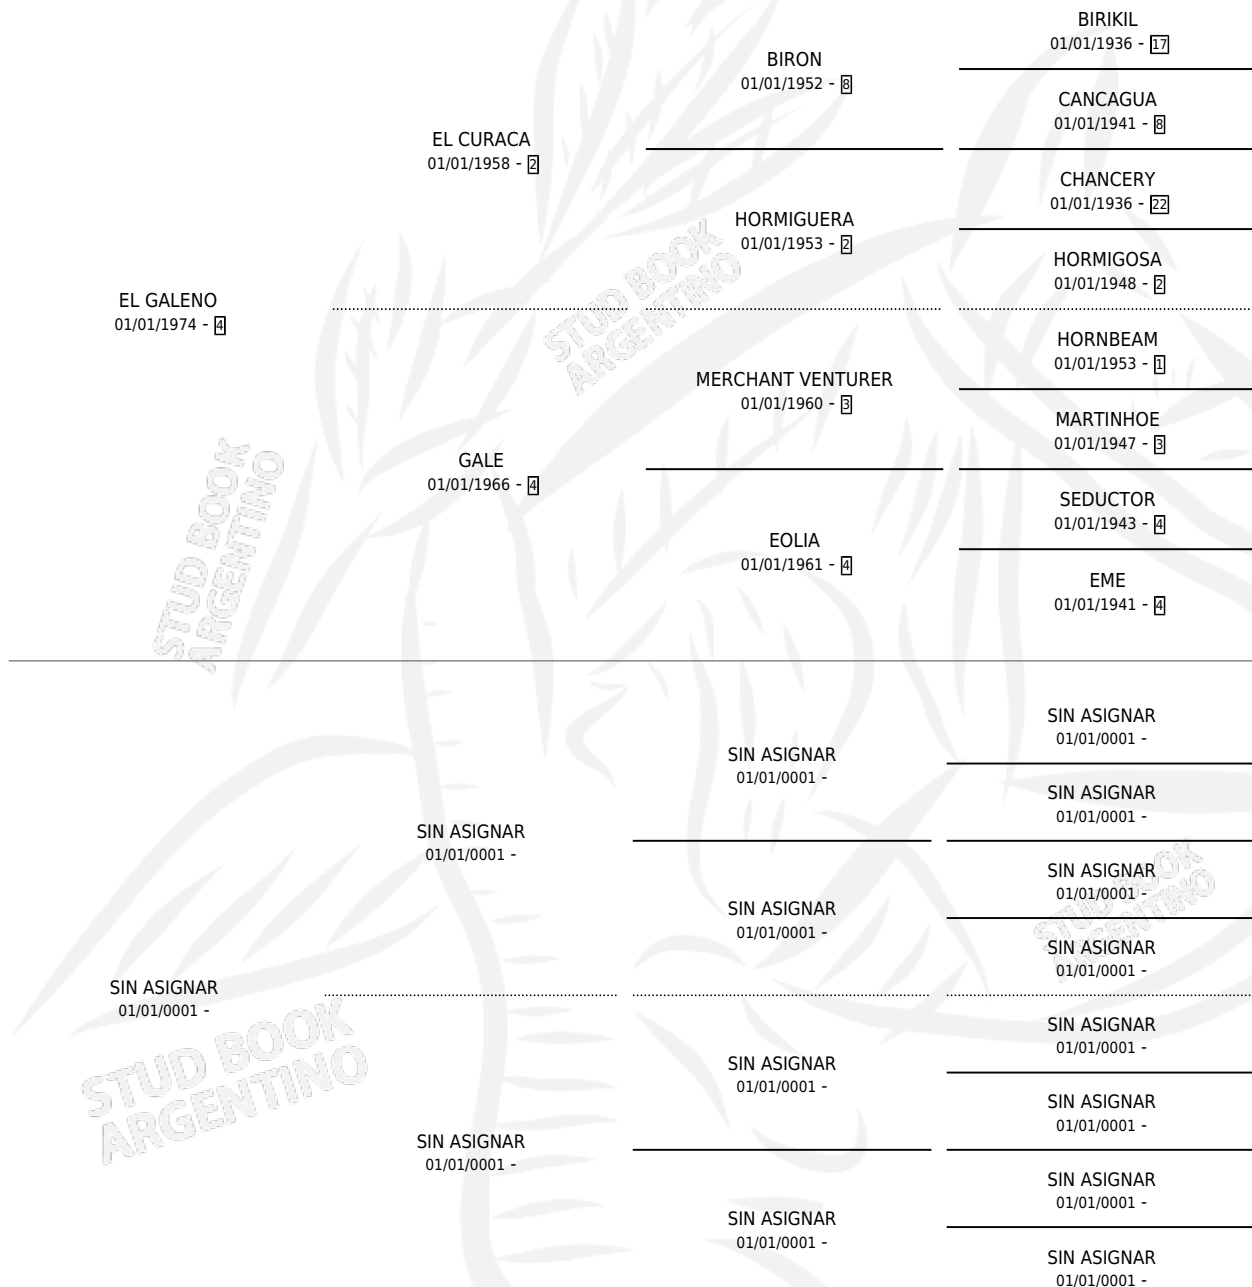 BIRIKIL
01/01/1936 - 17
BIRON
01/01/1952 - 8
CANCAGUA
01/01/1941 - 8
EL CURACA
01/01/1958 - 2
CHANCERY
01/01/1936 - 22
HORMIGUERA
01/01/1953 - 2
HORMIGOSA
01/01/1948 - 2
EL GALENO
01/01/1974 - 4
HORNBEAM
01/01/1953 - 1
MERCHANT VENTURER
01/01/1960 - 3
MARTINHOE
01/01/1947 - 3
GALE
01/01/1966 - 4
SEDUCTOR
01/01/1943 - 4
EOLIA
01/01/1961 - 4
EME
01/01/1941 - 4
STUD BOOK
ARGENTINO
STUD BOOK
ARGENTINO
SIN ASIGNAR
01/01/0001 -
SIN ASIGNAR
01/01/0001 -
SIN ASIGNAR
01/01/0001 -
SIN ASIGNAR
01/01/0001 -
SIN ASIGNAR
01/01/0001 -
SIN ASIGNAR
01/01/0001 -
SIN ASIGNAR
01/01/0001 -
SIN ASIGNAR
01/01/0001 -
SIN ASIGNAR
01/01/0001 -
SIN ASIGNAR
01/01/0001 -
SIN ASIGNAR
01/01/0001 -
SIN ASIGNAR
01/01/0001 -
SIN ASIGNAR
01/01/0001 -
SIN ASIGNAR
01/01/0001 -
SIN ASIGNAR
01/01/0001 -
STUD BOOK
ARGENTINO
STUD BOOK
ARGENTINO